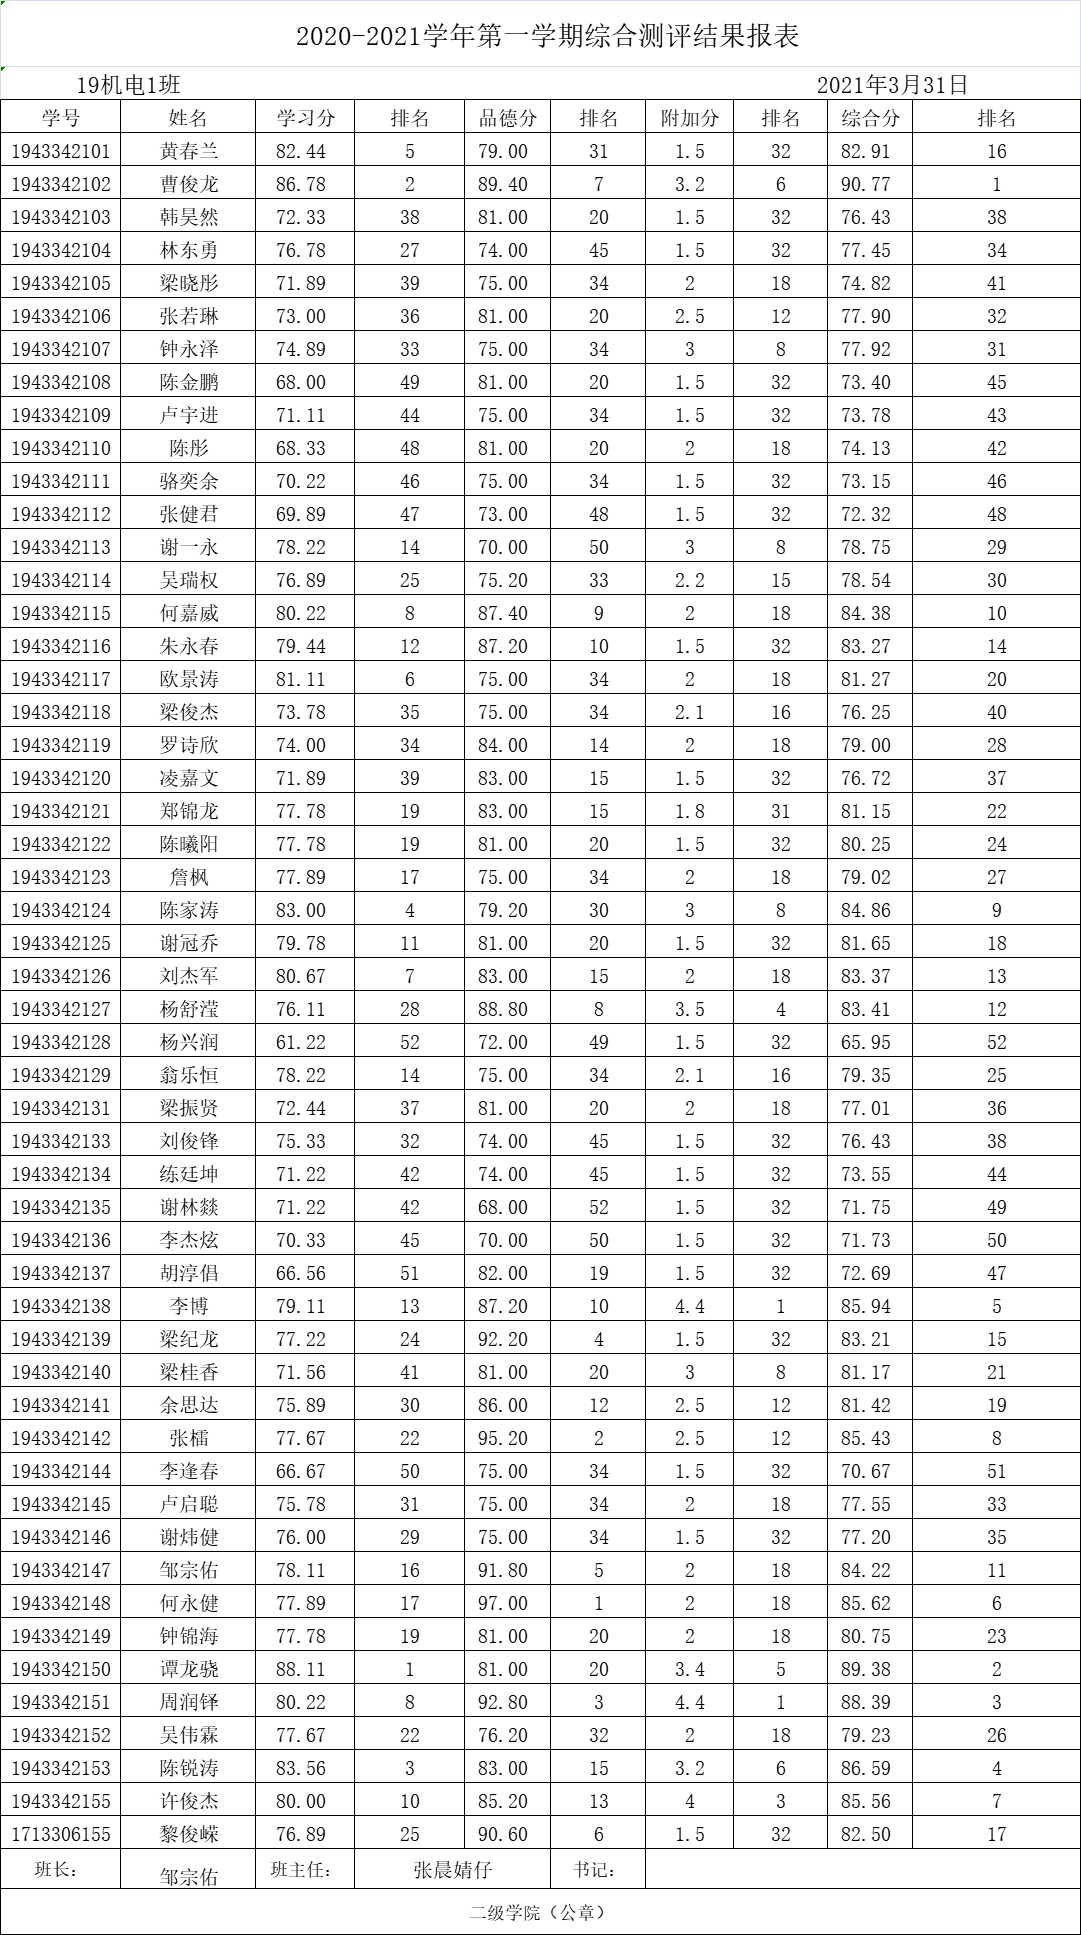 2020-2021学年第一学期综合测评结果报表
19机电1班 2021年3月31日
学号 姓名 学习分 排名 品德分 排名 附加分 排名 综合分 排名
1943342101 黄春兰 82.44 5 79.00 31 1.5 32 82.91 16
1943342102 曹俊龙 86.78 2 89.40 7 3.2 6 90.77 1
1943342103 韩昊然 72.33 38 81.00 20 1.5 32 76.43 38
1943342104 林东勇 76.78 27 74.00 45 1.5 32 77.45 34
1943342105 梁晓彤 71.89 39 75.00 34 2 18 74.82 41
1943342106 张若琳 73.00 36 81.00 20 2.5 12 77.90 32
1943342107 钟永泽 74.89 33 75.00 34 3 8 77.92 31
1943342108 陈金鹏 68.00 49 81.00 20 1.5 32 73.40 45
1943342109 卢宇进 71.11 44 75.00 34 1.5 32 73.78 43
1943342110 陈彤 68.33 48 81.00 20 2 18 74.13 42
1943342111 骆奕余 70.22 46 75.00 34 1.5 32 73.15 46
1943342112 张健君 69.89 47 73.00 48 1.5 32 72.32 48
1943342113 谢一永 78.22 14 70.00 50 3 8 78.75 29
1943342114 吴瑞权 76.89 25 75.20 33 2.2 15 78.54 30
1943342115 何嘉威 80.22 8 87.40 9 2 18 84.38 10
1943342116 朱永春 79.44 12 87.20 10 1.5 32 83.27 14
1943342117 欧景涛 81.11 6 75.00 34 2 18 81.27 20
1943342118 梁俊杰 73.78 35 75.00 34 2.1 16 76.25 40
1943342119 罗诗欣 74.00 34 84.00 14 2 18 79.00 28
1943342120 凌嘉文 71.89 39 83.00 15 1.5 32 76.72 37
1943342121 郑锦龙 77.78 19 83.00 15 1.8 31 81.15 22
1943342122 陈曦阳 77.78 19 81.00 20 1.5 32 80.25 24
1943342123 詹枫 77.89 17 75.00 34 2 18 79.02 27
1943342124 陈家涛 83.00 4 79.20 30 3 8 84.86 9
1943342125 谢冠乔 79.78 11 81.00 20 1.5 32 81.65 18
1943342126 刘杰军 80.67 7 83.00 15 2 18 83.37 13
1943342127 杨舒滢 76.11 28 88.80 8 3.5 4 83.41 12
1943342128 杨兴润 61.22 52 72.00 49 1.5 32 65.95 52
1943342129 翁乐恒 78.22 14 75.00 34 2.1 16 79.35 25
1943342131 梁振贤 72.44 37 81.00 20 2 18 77.01 36
1943342133 刘俊锋 75.33 32 74.00 45 1.5 32 76.43 38
1943342134 练廷坤 71.22 42 74.00 45 1.5 32 73.55 44
1943342135 谢林燚 71.22 42 68.00 52 1.5 32 71.75 49
1943342136 李杰炫 70.33 45 70.00 50 1.5 32 71.73 50
1943342137 胡淳倡 66.56 51 82.00 19 1.5 32 72.69 47
1943342138 李博 79.11 13 87.20 10 4.4 1 85.94 5
1943342139 梁纪龙 77.22 24 92.20 4 1.5 32 83.21 15
1943342140 梁桂香 71.56 41 81.00 20 3 8 81.17 21
1943342141 余思达 75.89 30 86.00 12 2.5 12 81.42 19
1943342142 张櫺 77.67 22 95.20 2 2.5 12 85.43 8
1943342144 李逢春 66.67 50 75.00 34 1.5 32 70.67 51
1943342145 卢启聪 75.78 31 75.00 34 2 18 77.55 33
1943342146 谢炜健 76.00 29 75.00 34 1.5 32 77.20 35
1943342147 邹宗佑 78.11 16 91.80 5 2 18 84.22 11
1943342148 何永健 77.89 17 97.00 1 2 18 85.62 6
1943342149 钟锦海 77.78 19 81.00 20 2 18 80.75 23
1943342150 谭龙骁 88.11 1 81.00 20 3.4 5 89.38 2
1943342151 周润铎 80.22 8 92.80 3 4.4 1 88.39 3
1943342152 吴伟霖 77.67 22 76.20 32 2 18 79.23 26
1943342153 陈锐涛 83.56 3 83.00 15 3.2 6 86.59 4
1943342155 许俊杰 80.00 10 85.20 13 4 3 85.56 7
1713306155 黎俊嵘 76.89 25 90.60 6 1.5 32 82.50 17
班长: 邹宗佑 班主任: 张晨婧仔 书记:
二级学院（公章）